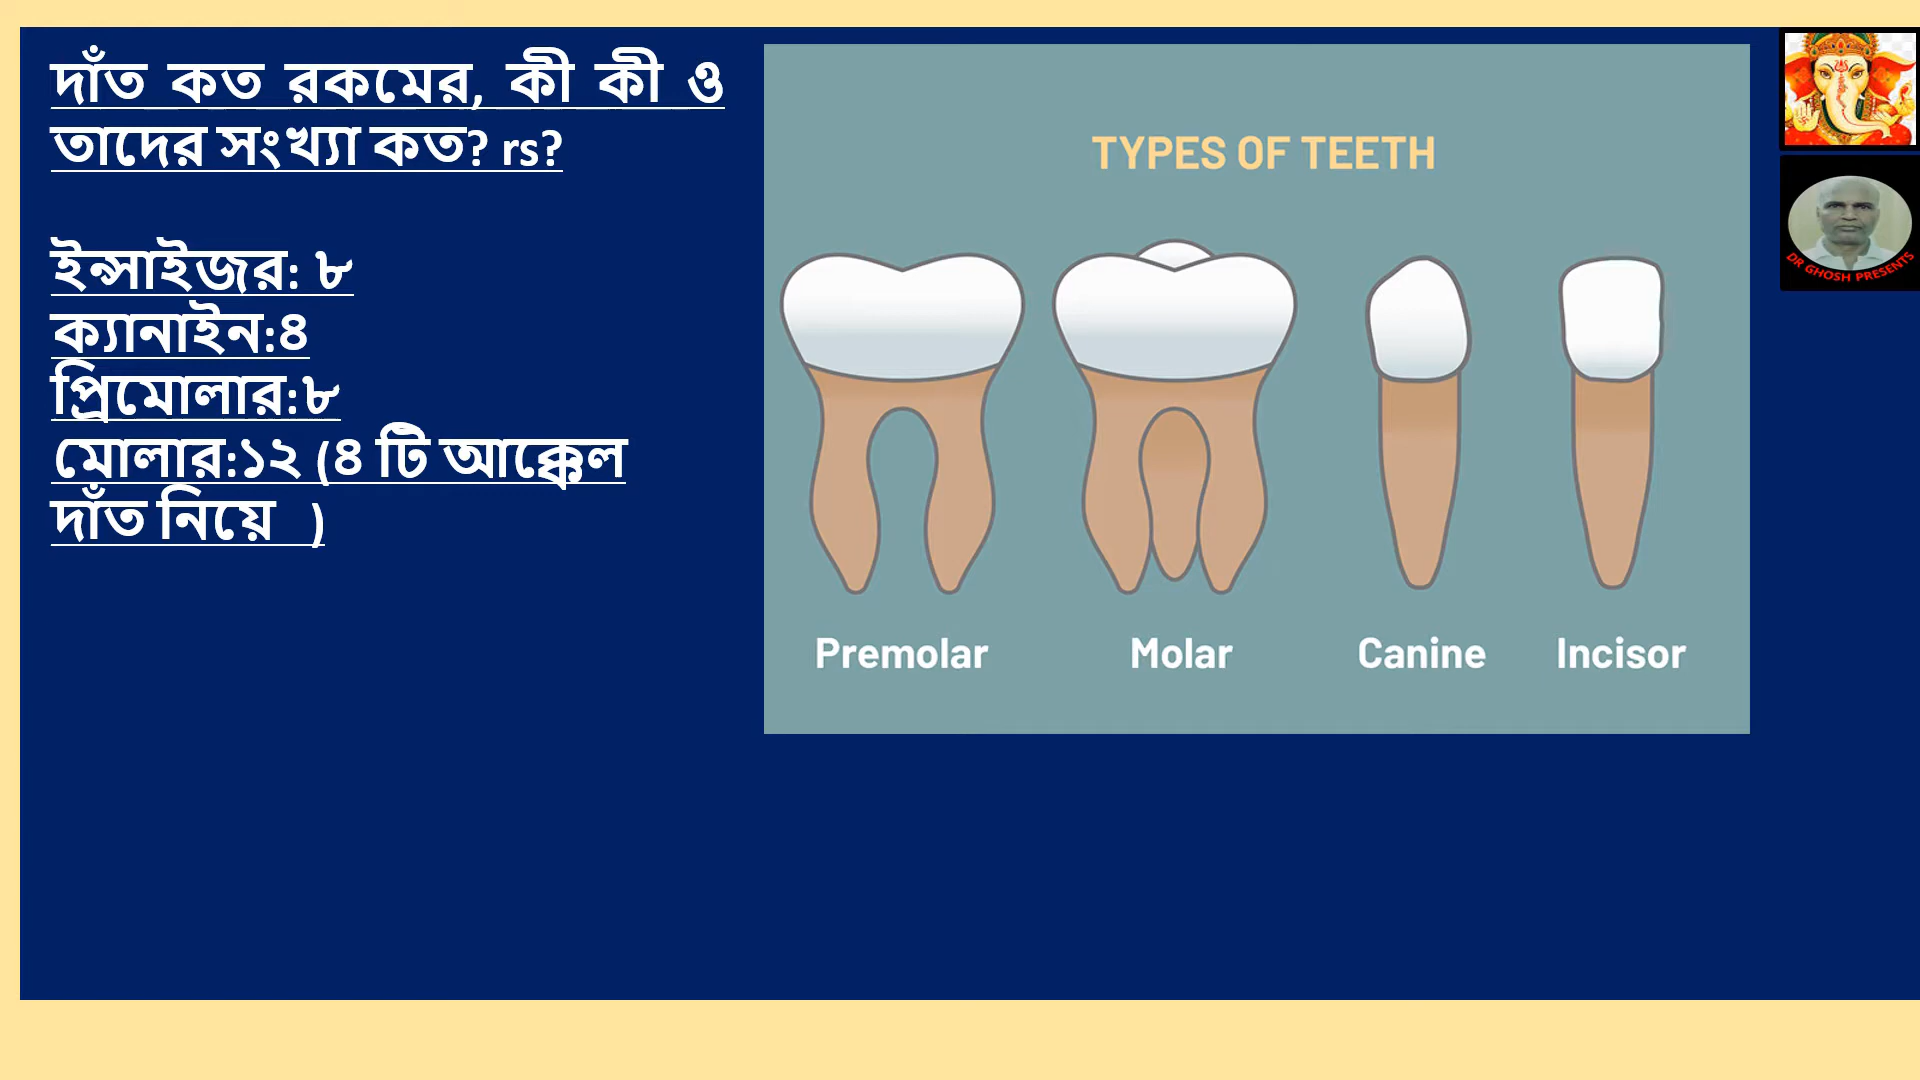 দাঁত কত রকমের, কী কী ও
তাদের সংখ্যা কত? rs?
ইন্সাইজর: ৮
ক্যানাইন:৪
প্রিমোলার:৮
মোলার:১২ (৪ টি আক্কেল
দাঁত নিয়ে )
TYPES OF TEETH
Premolar Molar Canine Incisor
DR GHOSH PRESENTS